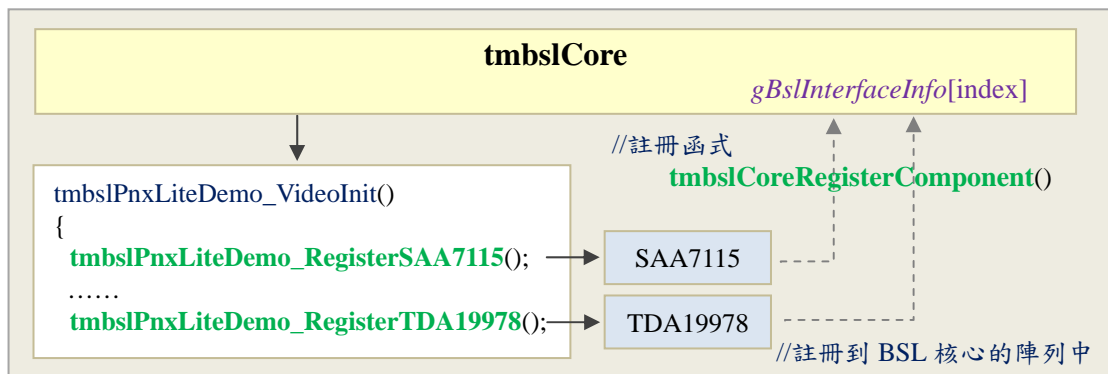 tmbslCore
gBslInterfaceInfo[index]
//註冊函式
tmbslCoreRegisterComponent()
tmbslPnxLiteDemo_VideoInit()
{
tmbslPnxLiteDemo_RegisterSAA7115();
SAA7115
……
tmbslPnxLiteDemo_RegisterTDA19978();
TDA19978
//註冊到 BSL 核心的陣列中